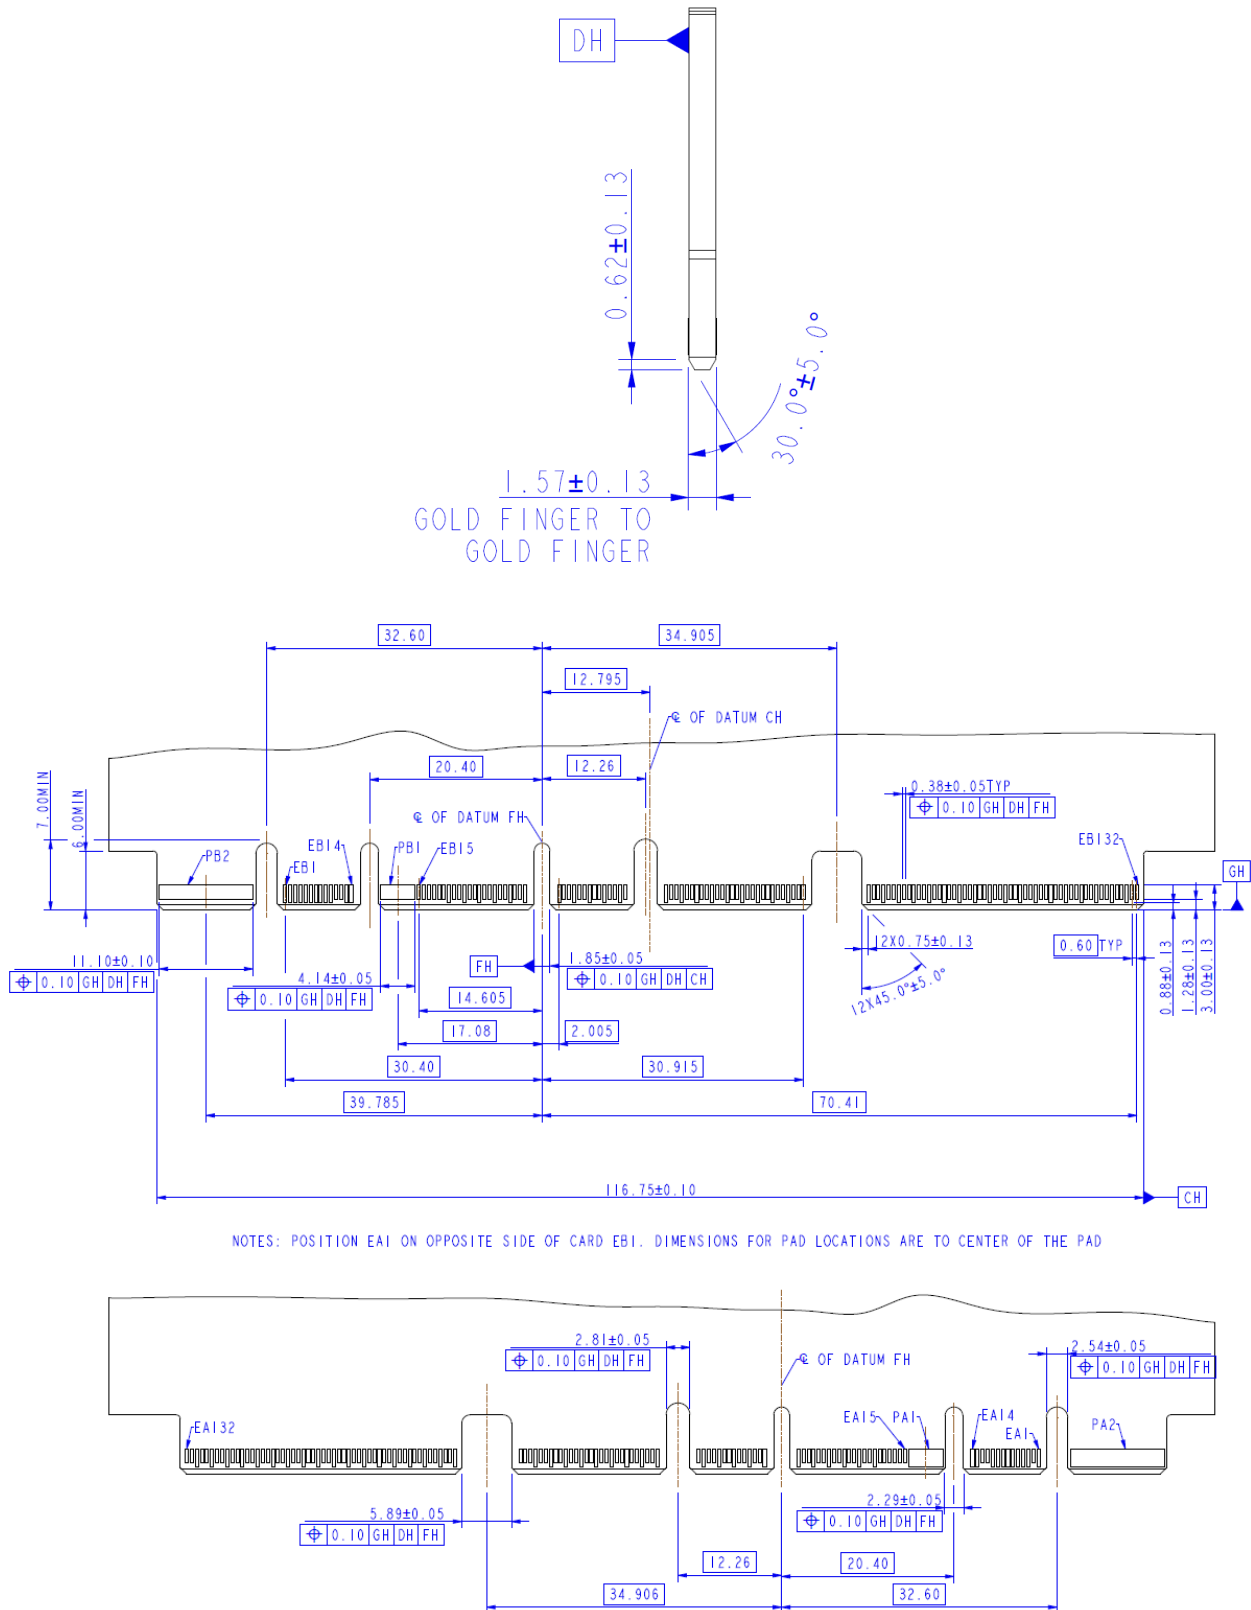 DH
0.62±0.13
30.0°±5.0°
1.57±0.13
GOLD FINGER TO
GOLD FINGER
32.60
34.905
12.795
℄ OF DATUM CH
20.40
12.26
7.00MIN
6.00MIN
0.38±0.05TYP
⌖ 0.10 GH DH FH
℄ OF DATUM FH
PB2
EB1
EB14
PB1
EB15
EB132
GH
11.10±0.10
⌖ 0.10 GH DH FH
4.14±0.05
⌖ 0.10 GH DH FH
FH
1.85±0.05
⌖ 0.10 GH DH CH
12X0.75±0.13
12X45.0°±5.0°
0.60 TYP
0.88±0.13
1.28±0.13
3.00±0.13
14.605
17.08
2.005
30.40
30.915
39.785
70.41
116.75±0.10
CH
NOTES: POSITION EA1 ON OPPOSITE SIDE OF CARD EB1. DIMENSIONS FOR PAD LOCATIONS ARE TO CENTER OF THE PAD
2.81±0.05
⌖ 0.10 GH DH FH
℄ OF DATUM FH
2.54±0.05
⌖ 0.10 GH DH FH
EA132
EA15
PA1
EA14
EA1
PA2
5.89±0.05
⌖ 0.10 GH DH FH
2.29±0.05
⌖ 0.10 GH DH FH
12.26
20.40
34.906
32.60